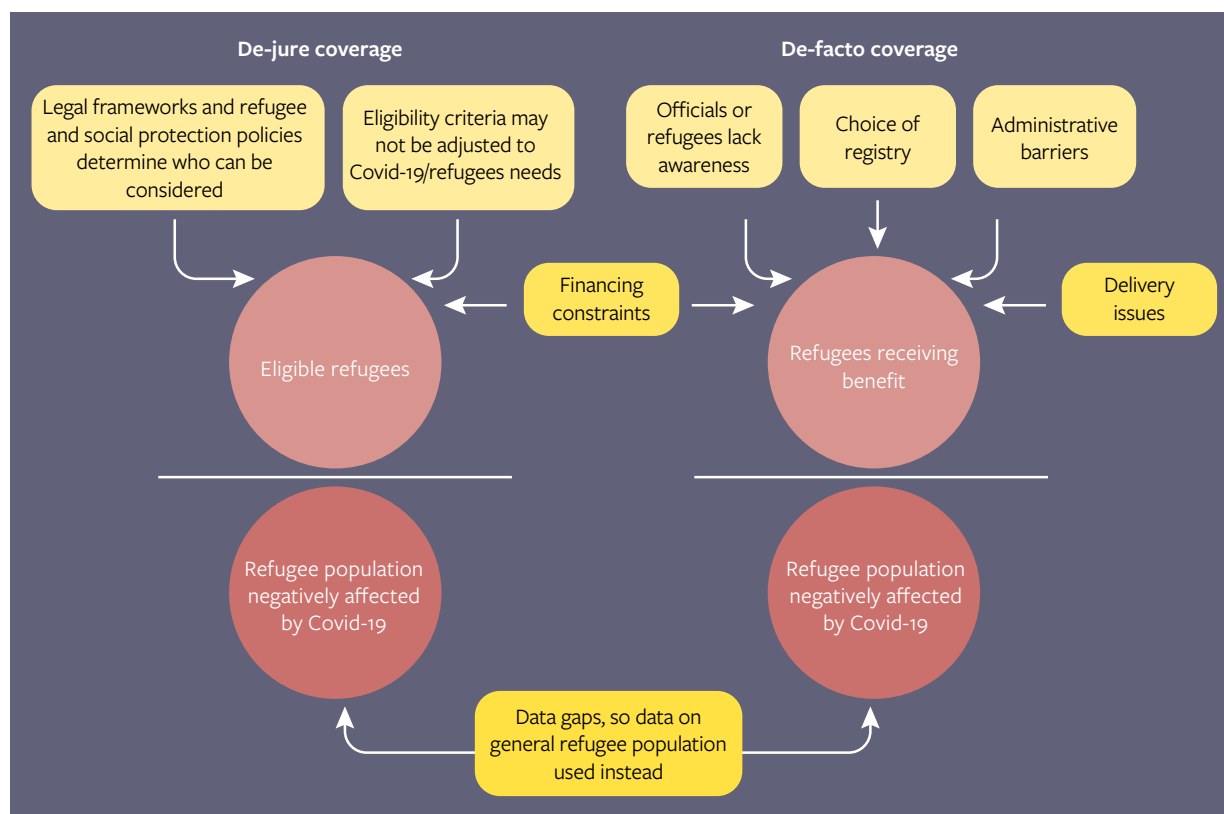 De-jure coverage
De-facto coverage
Legal frameworks and refugee
and social protection policies
determine who can be
considered
Eligibility criteria may
not be adjusted to
Covid-19/refugees needs
Officials or
refugees lack
awareness
Choice of
registry
Administrative
barriers
Financing
constraints
Delivery
issues
Eligible refugees
Refugees receiving
benefit
Refugee population
negatively affected
by Covid-19
Refugee population
negatively affected
by Covid-19
Data gaps, so data on
general refugee population
used instead